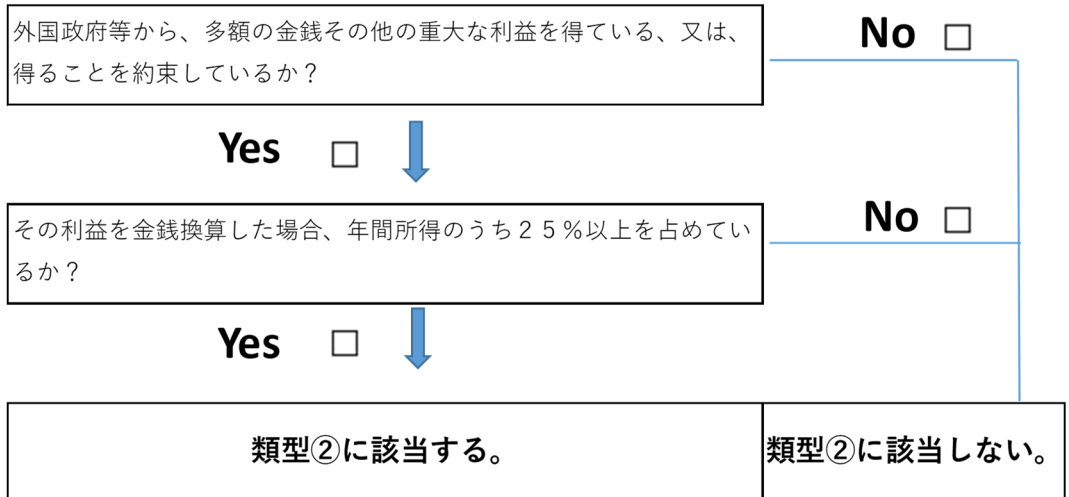 外国政府等から、多額の金銭その他の重大な利益を得ている、又は、
得ることを約束しているか？
No □
Yes □
その利益を金銭換算した場合、年間所得のうち２５％以上を占めてい
るか？
No □
Yes □
類型②に該当する。
類型②に該当しない。